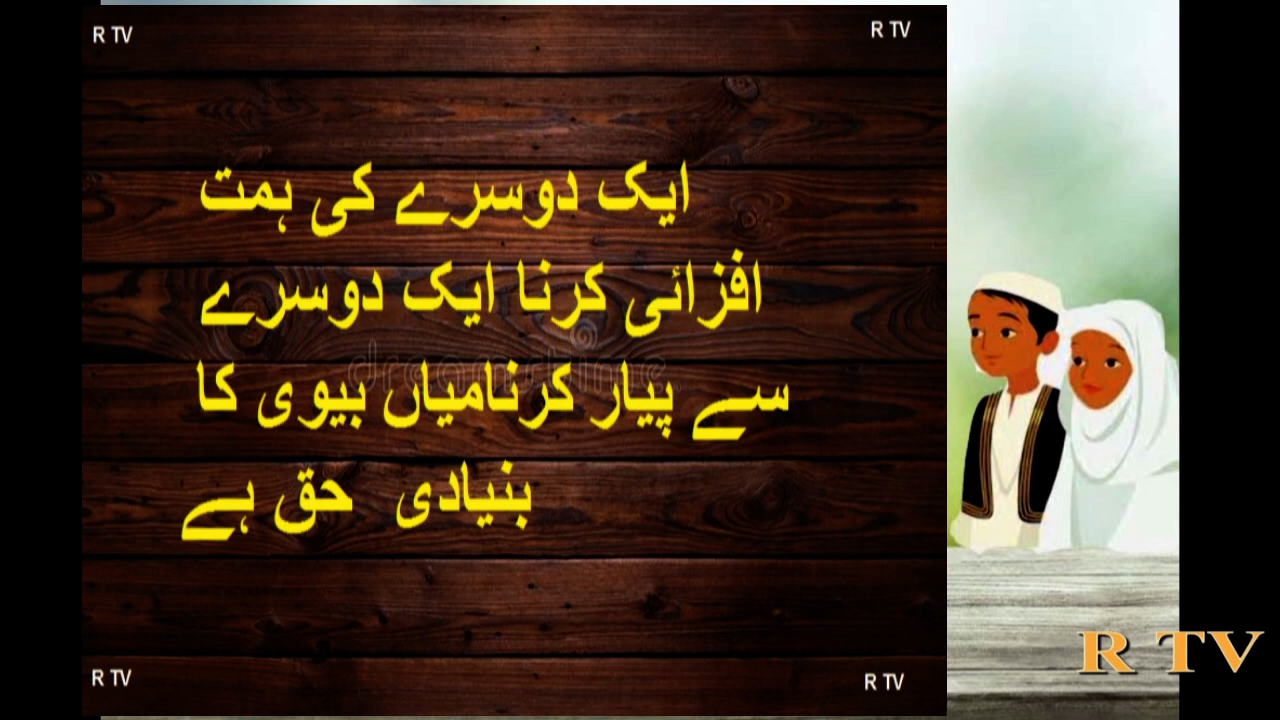 R TV
R TV
ایک دوسرے کی ہمت
افزائی کرنا ایک دوسرے
سے پیار کرنامیاں بیوی کا
بنیادی حق ہے
dreamstime
R TV
R TV
R TV